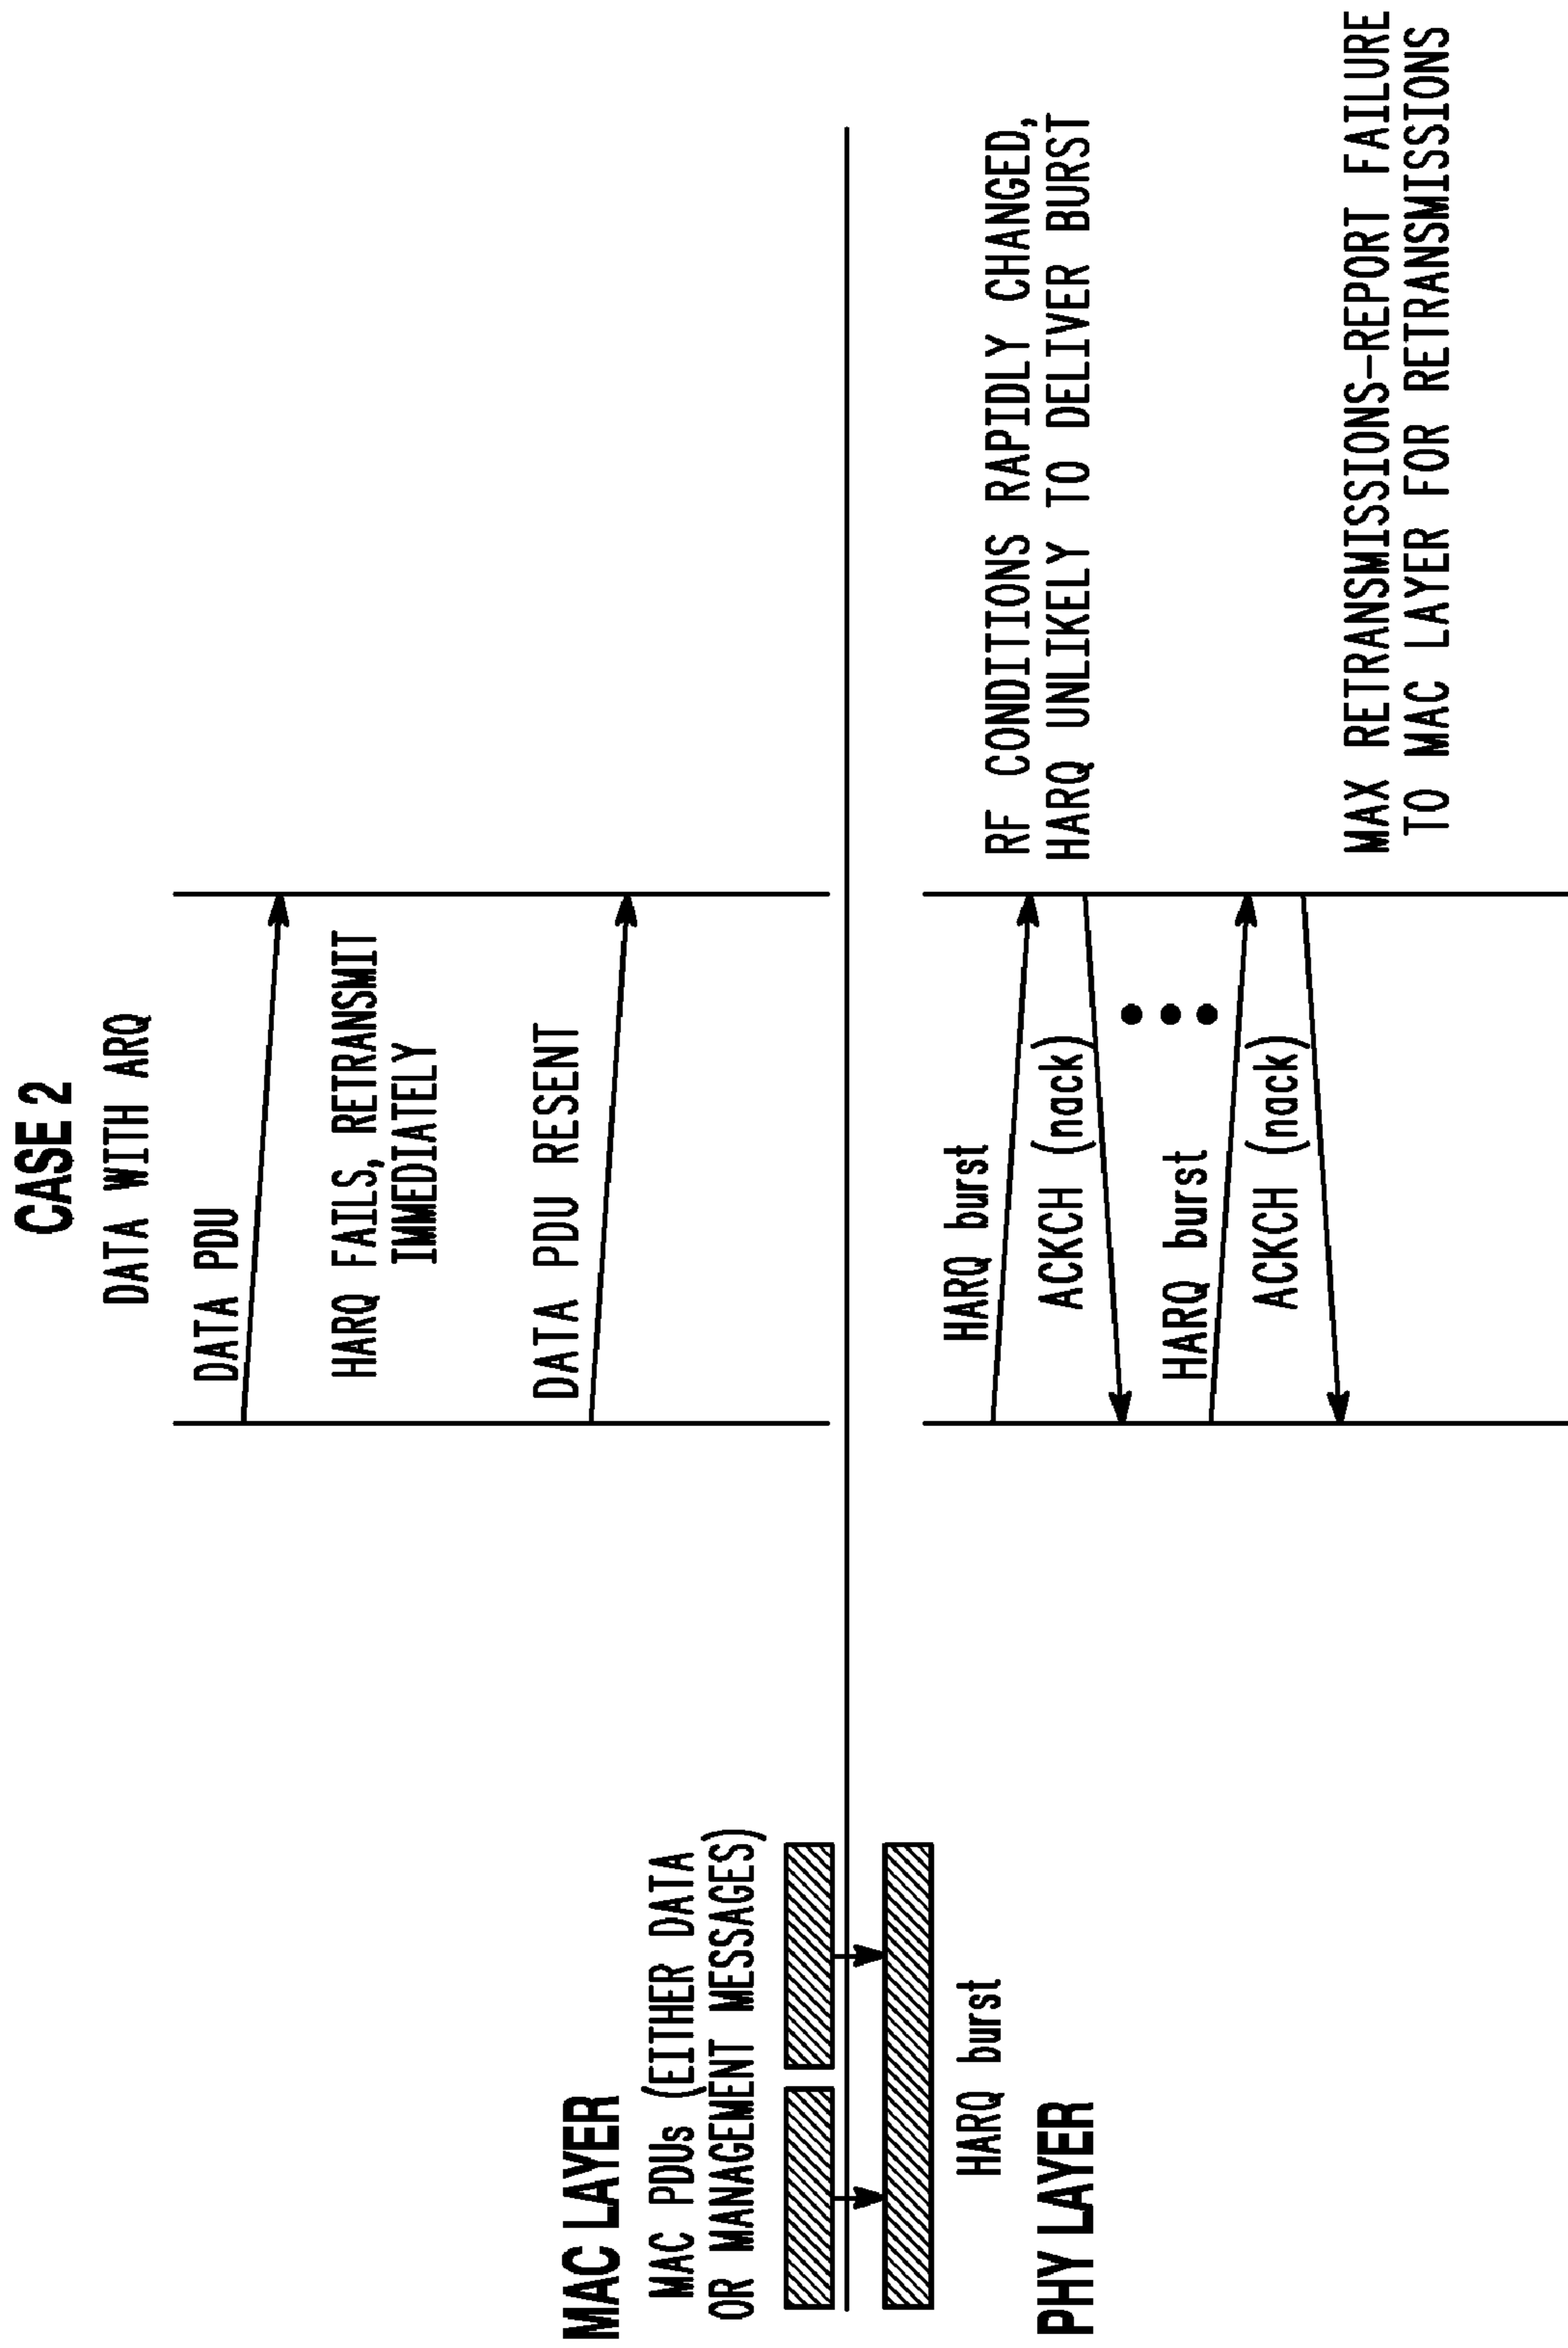 CASE 2
DATA WITH ARQ
DATA PDU
HARQ FAILS, RETRANSMIT
IMMEDIATELY
DATA PDU RESENT
MAC LAYER
MAC PDUs (EITHER DATA
OR MANAGEMENT MESSAGES)
HARQ burst
PHY LAYER
HARQ burst
ACKCH (nack)
HARQ burst
ACKCH (nack)
RF CONDITIONS RAPIDLY CHANGED,
HARQ UNLIKELY TO DELIVER BURST
MAX RETRANSMISSIONS-REPORT FAILURE
TO MAC LAYER FOR RETRANSMISSIONS